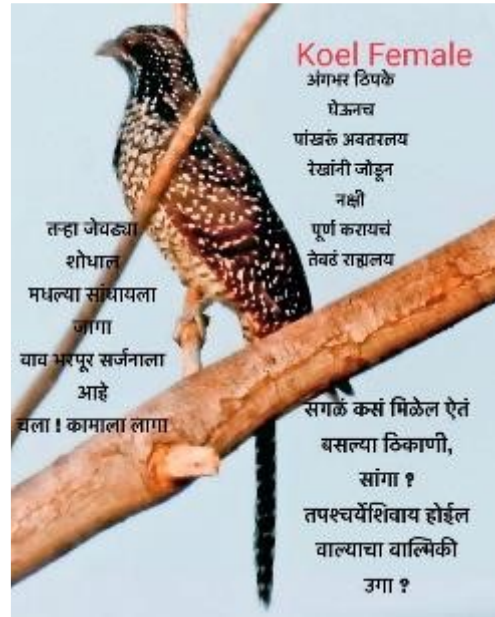 Koel Female
अंगभर ठिपके
घेऊनच
पांखरुं अवतरलय
रेखांनी जोडून
नक्षी
पूर्ण करायचं
तेवढं राह्यलय
तऱ्हा जेवढ्या
शोधाल
मधल्या सांधायला
जागा
वाव भरपूर सर्जनाला
आहे
चला ! कामाला लागा
सगळं कसं मिळेल ऐतं
बसल्या ठिकाणी,
सांगा ?
तपश्चर्येशिवाय होईल
वाल्याचा वाल्मिकी
उगा ?